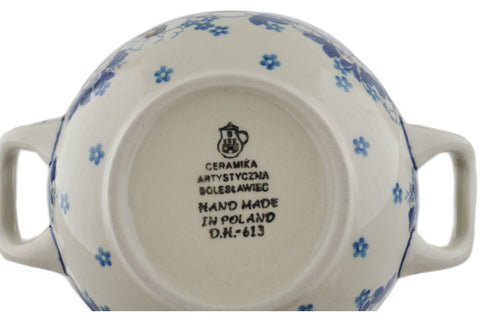 CERAMIKA
ARTYSTYCZNA
BOLESŁAWIEC
HAND MADE
IN POLAND
D.H.-613